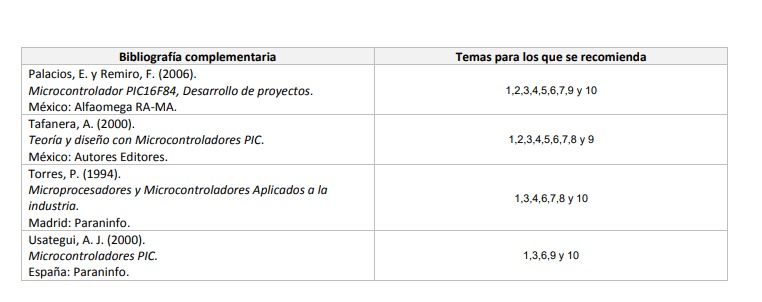 Bibliografía complementaria
Temas para los que se recomienda
Palacios, E. y Remiro, F. (2006).
Microcontrolador PIC16F84, Desarrollo de proyectos.
México: Alfaomega RA-MA.
1,2,3,4,5,6,7,9 y 10
Tafanera, A. (2000).
Teoría y diseño con Microcontroladores PIC.
México: Autores Editores.
1,2,3,4,5,6,7,8 y 9
Torres, P. (1994).
Microprocesadores y Microcontroladores Aplicados a la
industria.
Madrid: Paraninfo.
1,3,4,6,7,8 y 10
Usategui, A. J. (2000).
Microcontroladores PIC.
España: Paraninfo.
1,3,6,9 y 10